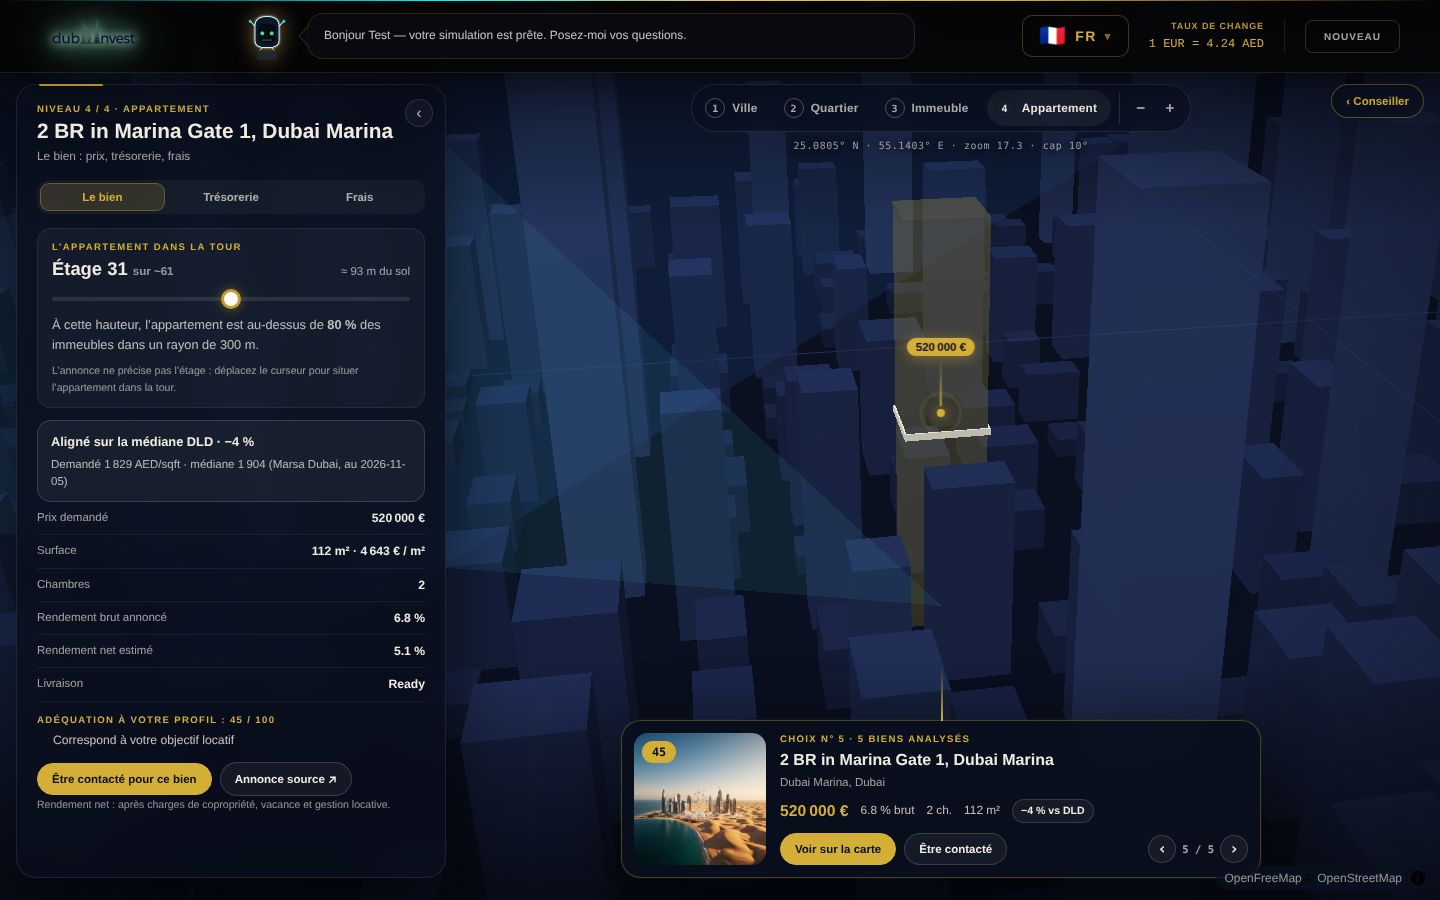 dub invest
Bonjour Test — votre simulation est prête. Posez-moi vos questions.
FR ▾
TAUX DE CHANGE
1 EUR = 4.24 AED
NOUVEAU
NIVEAU 4 / 4 · APPARTEMENT
2 BR in Marina Gate 1, Dubai Marina
Le bien : prix, trésorerie, frais
‹
Le bien
Trésorerie
Frais
L'APPARTEMENT DANS LA TOUR
Étage 31 sur ~61
≈ 93 m du sol
À cette hauteur, l'appartement est au-dessus de 80 % des
immeubles dans un rayon de 300 m.
L'annonce ne précise pas l'étage : déplacez le curseur pour situer
l'appartement dans la tour.
Aligné sur la médiane DLD · −4 %
Demandé 1 829 AED/sqft · médiane 1 904 (Marsa Dubai, au 2026-11-
05)
Prix demandé 520 000 €
Surface 112 m² · 4 643 € / m²
Chambres 2
Rendement brut annoncé 6.8 %
Rendement net estimé 5.1 %
Livraison Ready
ADÉQUATION À VOTRE PROFIL : 45 / 100
Correspond à votre objectif locatif
Être contacté pour ce bien
Annonce source ↗
Rendement net : après charges de copropriété, vacance et gestion locative.
1 Ville
2 Quartier
3 Immeuble
4 Appartement
− +
25.0805° N · 55.1403° E · zoom 17.3 · cap 10°
‹ Conseiller
520 000 €
45
CHOIX N° 5 · 5 BIENS ANALYSÉS
2 BR in Marina Gate 1, Dubai Marina
Dubai Marina, Dubai
520 000 € 6.8 % brut 2 ch. 112 m² −4 % vs DLD
Voir sur la carte
Être contacté
‹ 5 / 5 ›
OpenFreeMap © OpenStreetMap